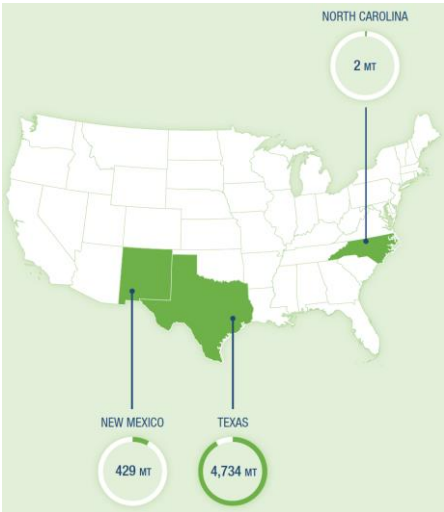 NORTH CAROLINA
2 MT
NEW MEXICO
TEXAS
429 MT
4,734 MT